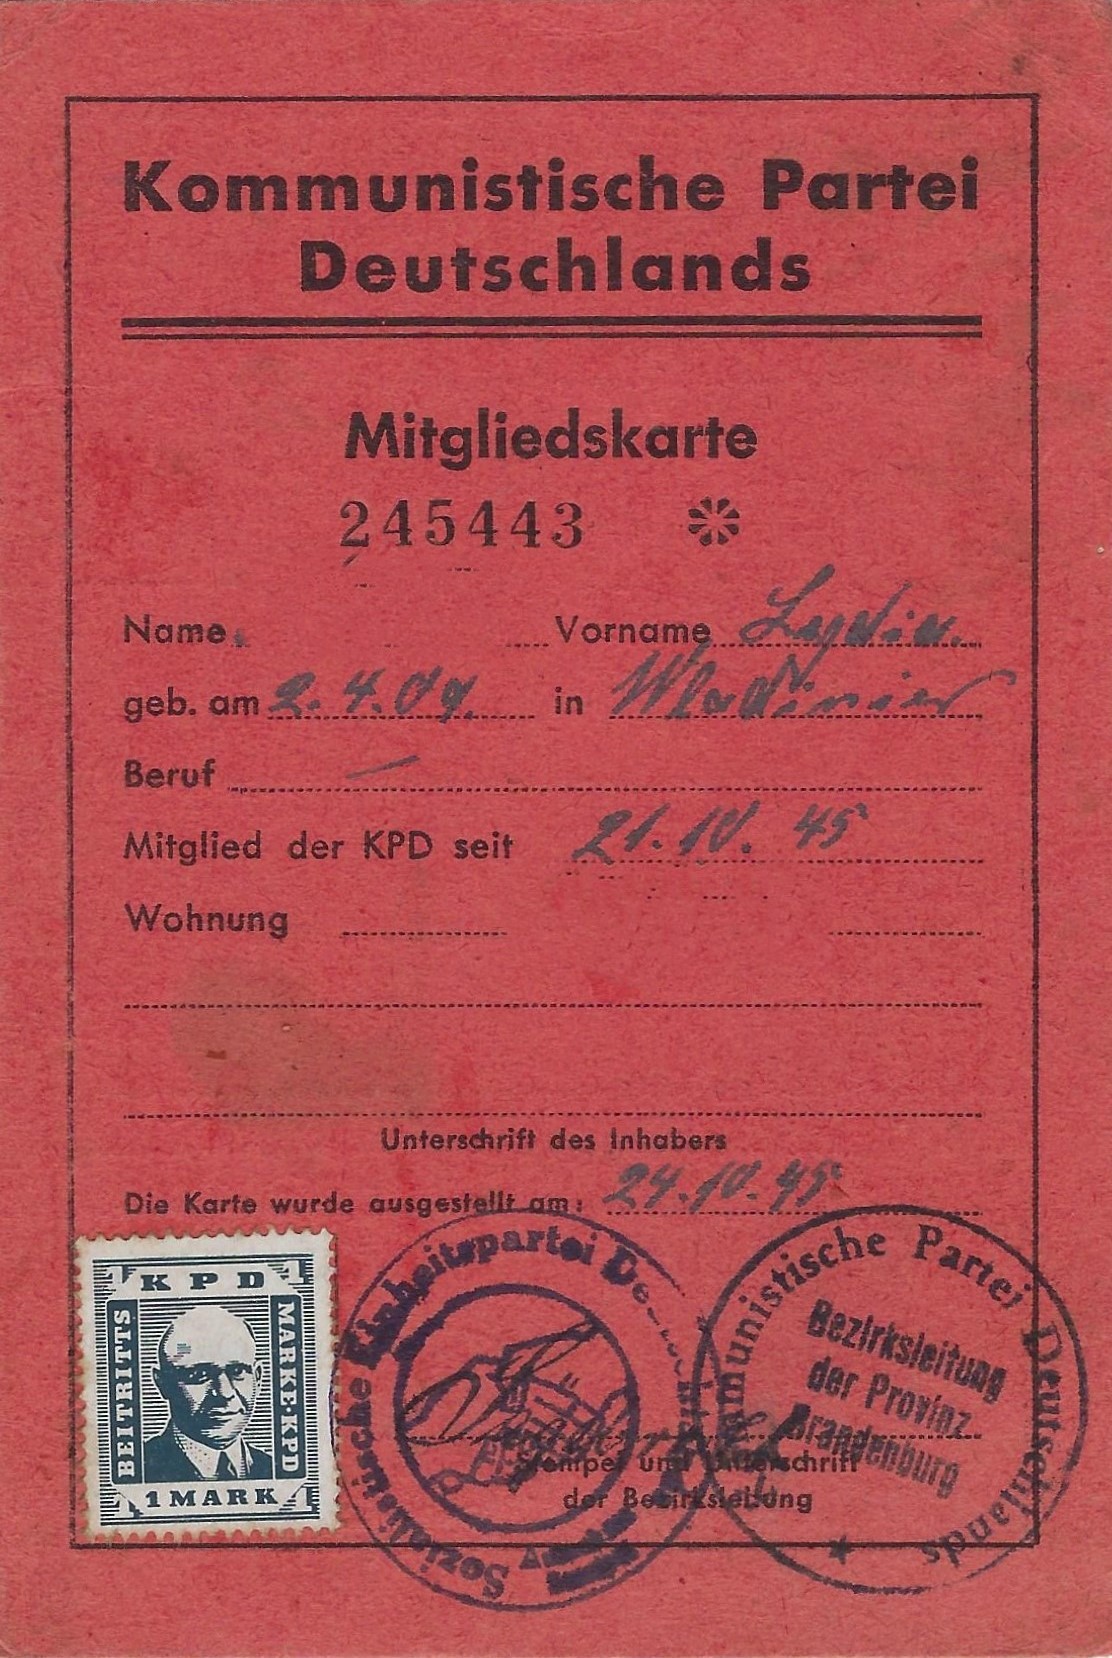 Kommunistische Partei
Deutschlands
Mitgliedskarte
245443
Name Vorname Lydia.
geb. am 2.4.09. in Wladimier
Beruf —
Mitglied der KPD seit 21.10.45
Wohnung
Unterschrift des Inhabers
Die Karte wurde ausgestellt am: 24.10.45
KPD
BEITRITTS
MARKE·KPD
1 MARK
Sozialistische Einheitspartei
Kommunistische Partei Deutschlands
Bezirksleitung
der Provinz
Brandenburg
Stempel und Unterschrift
der Bezirksleitung